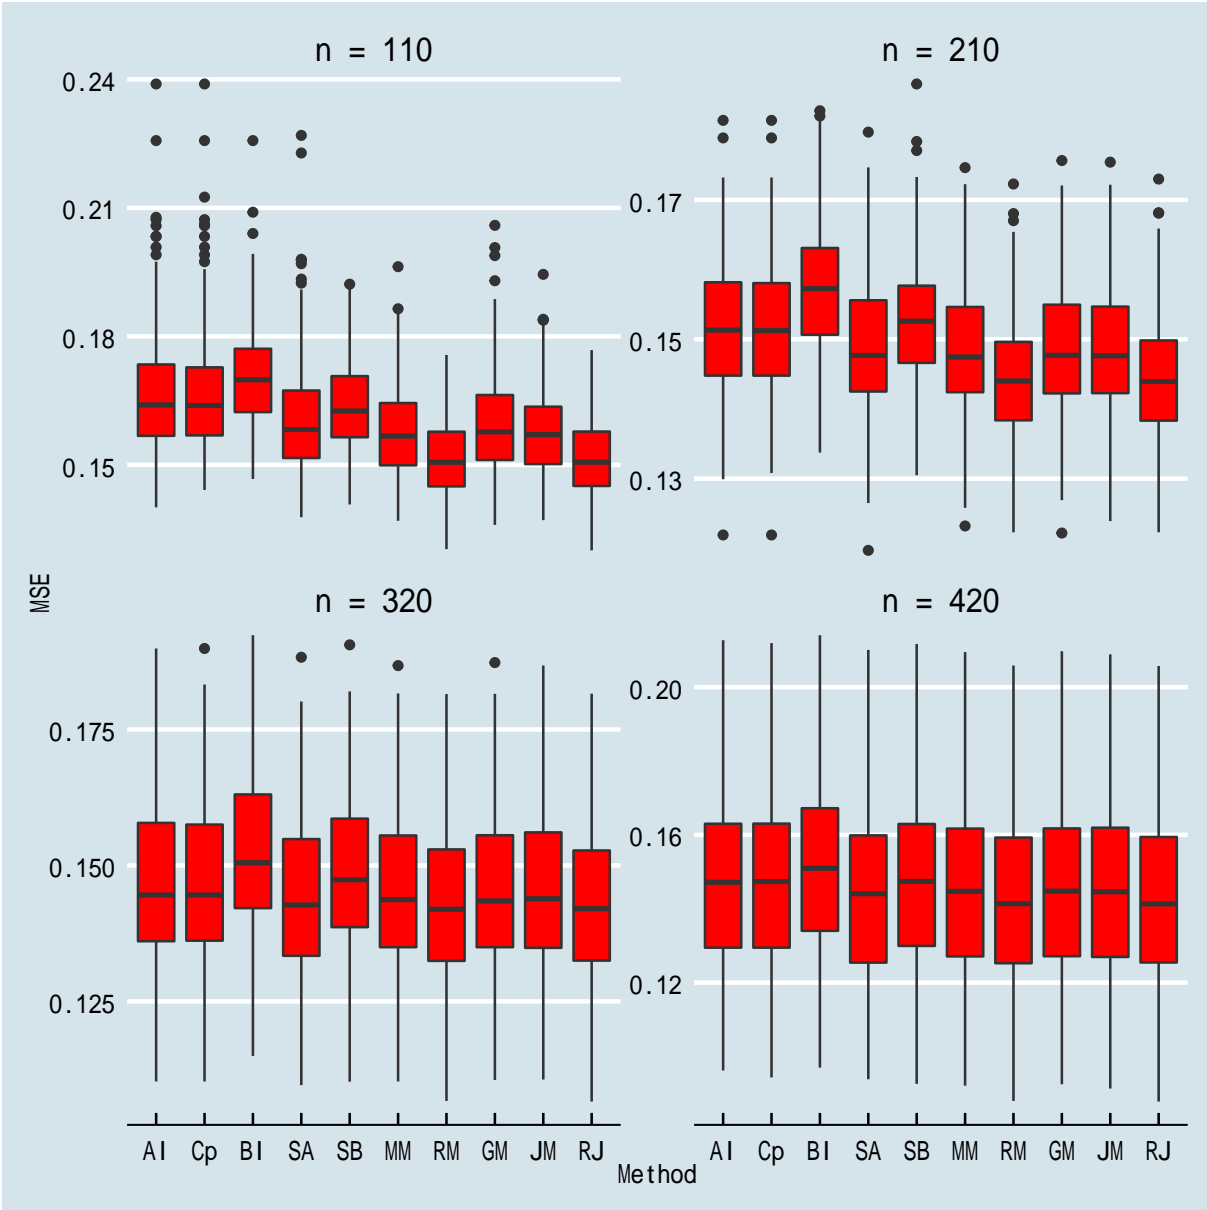 n = 110
0.24
0.21
0.18
0.15
n = 210
0.17
0.15
0.13
MSE
n = 320
0.175
0.150
0.125
n = 420
0.20
0.16
0.12
AI Cp BI SA SB MM RM GM JM RJ
AI Cp BI SA SB MM RM GM JM RJ
Method